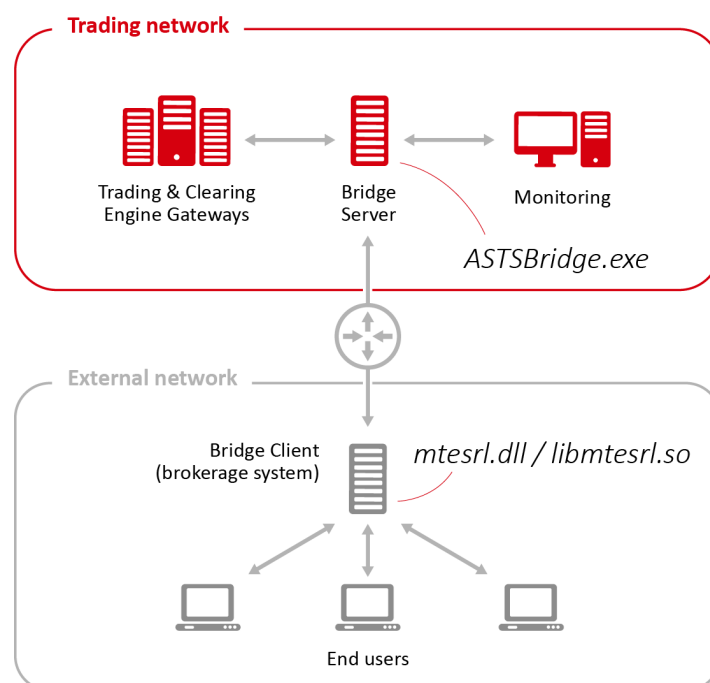 Trading network
Trading & Clearing
Engine Gateways
Bridge
Server
Monitoring
ASTSBridge.exe
External network
Bridge Client
(brokerage system)
mtesrl.dll / libmtesrl.so
End users